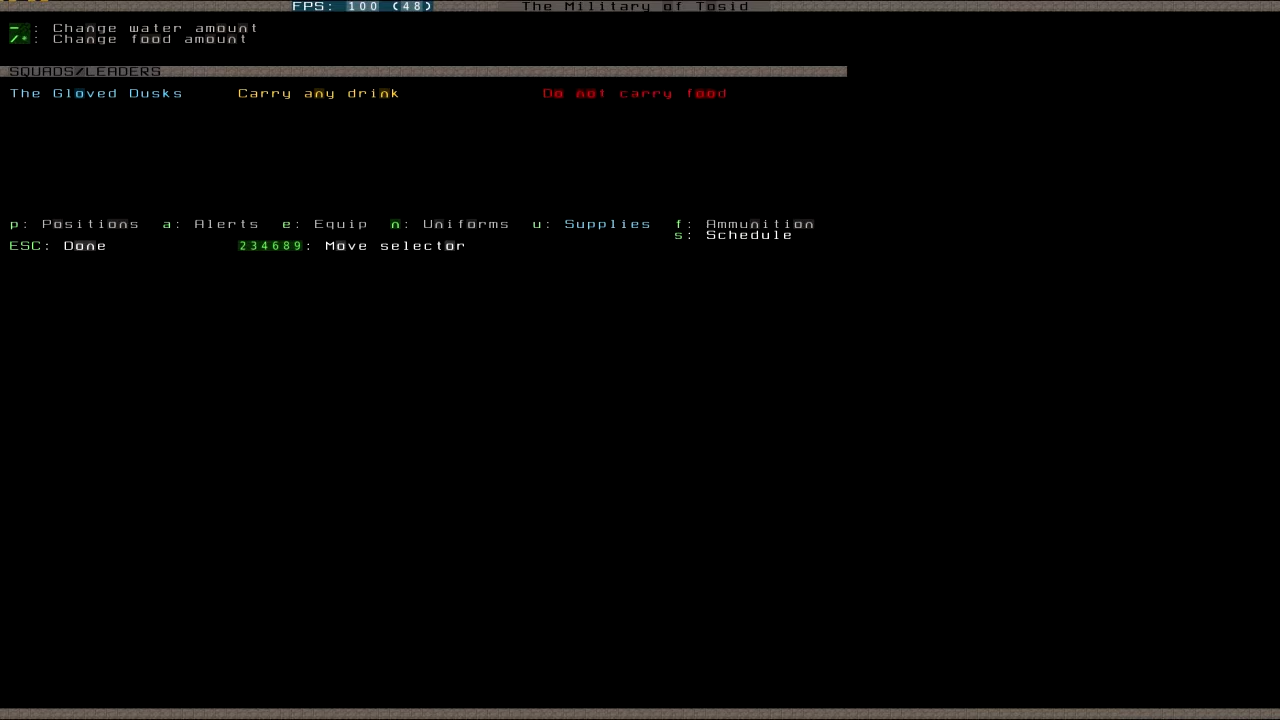 FPS: 100 (48) The Military of Tosid
-.: Change water amount
/*: Change food amount
SQUADS/LEADERS
The Gloved Dusks Carry any drink Do not carry food
p: Positions a: Alerts e: Equip n: Uniforms u: Supplies f: Ammunition
s: Schedule
ESC: Done 234689: Move selector